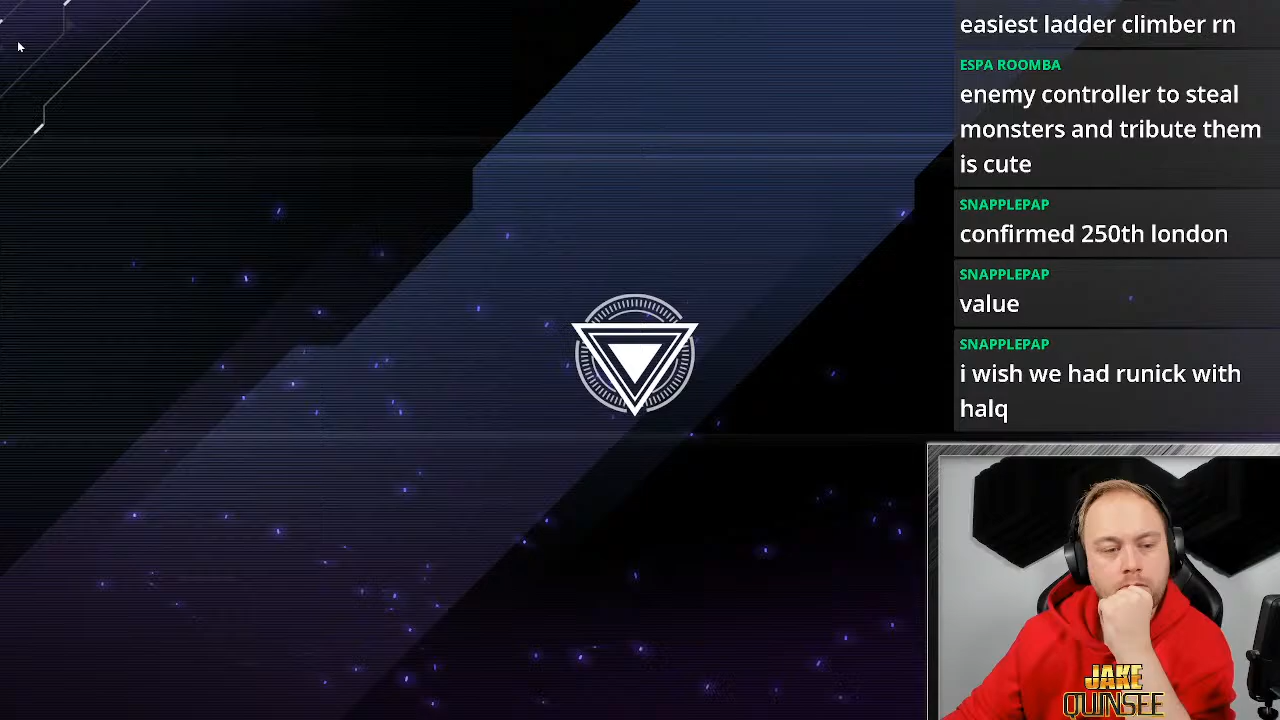 easiest ladder climber rn
ESPA ROOMBA
enemy controller to steal
monsters and tribute them
is cute
SNAPPLEPAP
confirmed 250th london
SNAPPLEPAP
value
SNAPPLEPAP
i wish we had runick with
halq
JAKE
QUINSEE